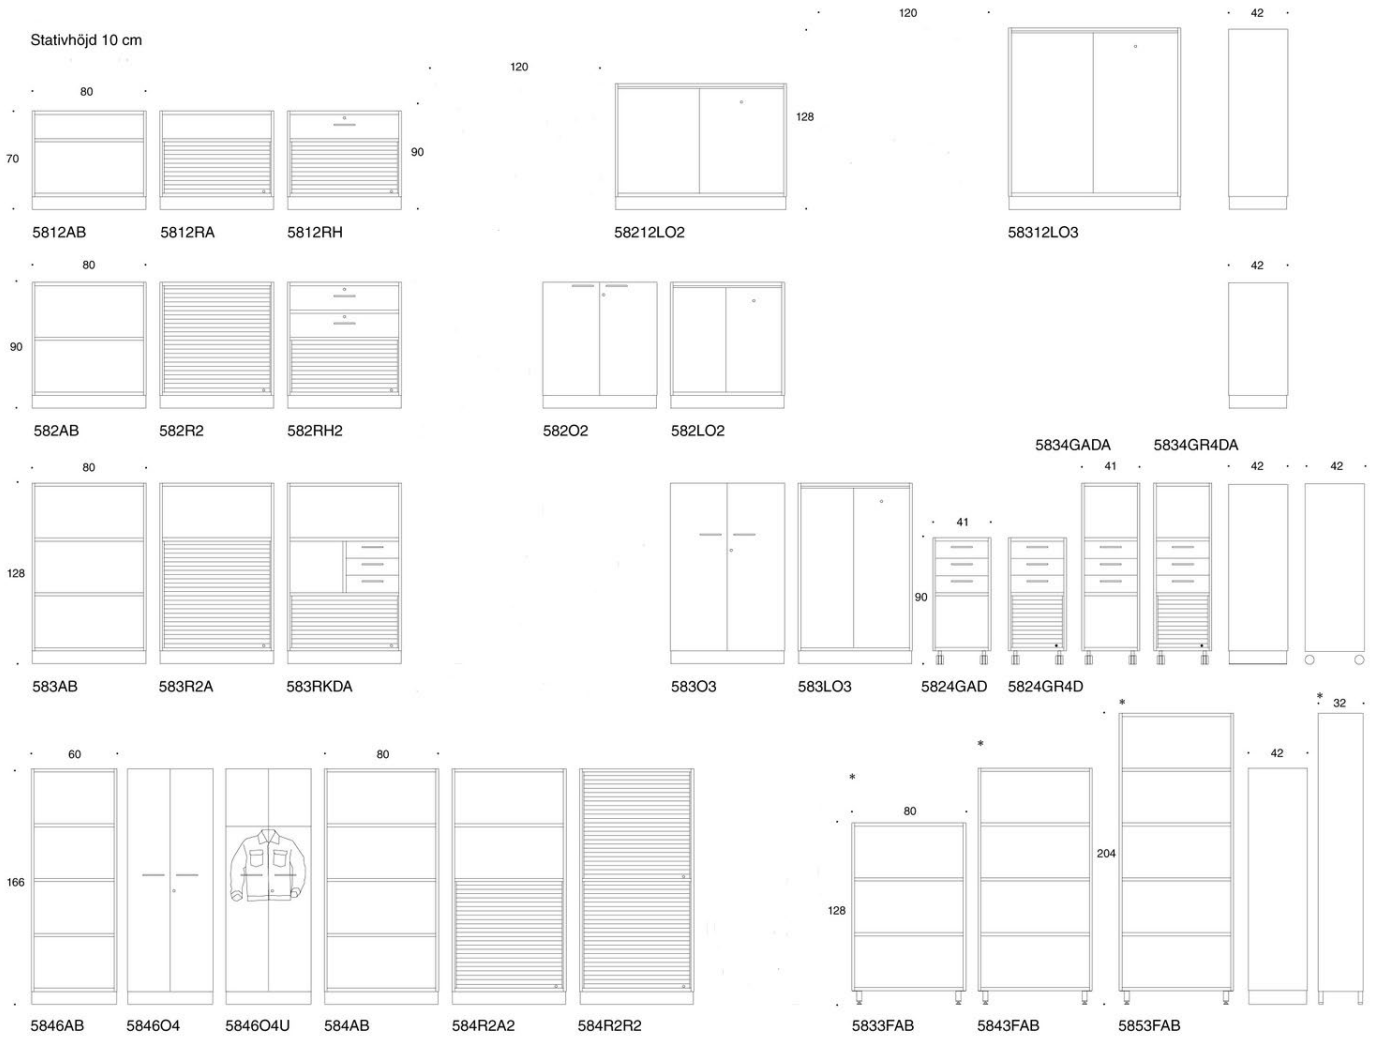 120
42
Stativhöjd 10 cm
120
80
128
70
90
5812AB
5812RA
5812RH
58212LO2
58312LO3
80
42
90
582AB
582R2
582RH2
582O2
582LO2
5834GADA
5834GR4DA
80
41
42
42
41
128
90
583AB
583R2A
583RKDA
583O3
583LO3
5824GAD
5824GR4D
*
*
32
*
60
80
42
*
80
204
166
128
5846AB
5846O4
5846O4U
584AB
584R2A2
584R2R2
5833FAB
5843FAB
5853FAB